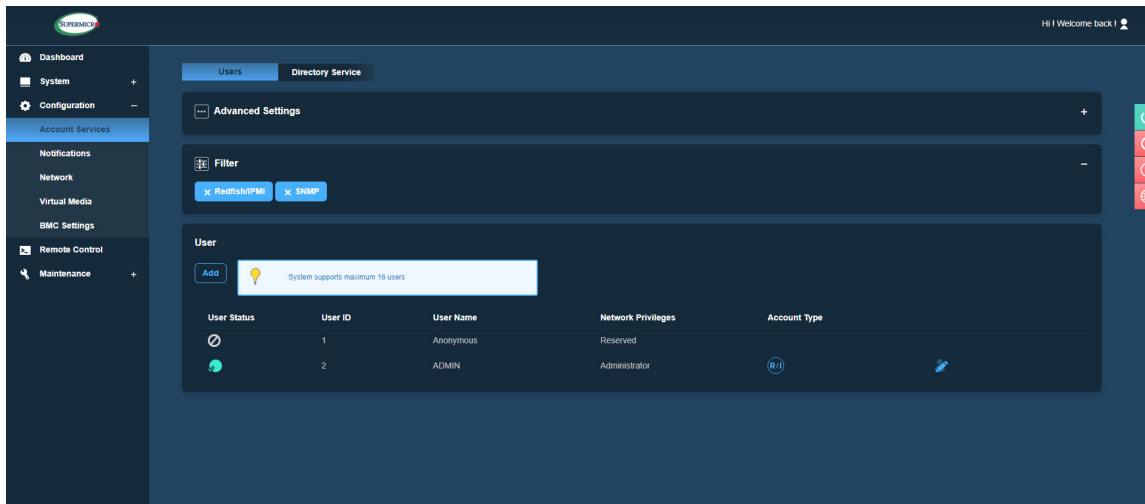 SUPERMICR
Hi ! Welcome back !
Dashboard
System +
Configuration –
Account Services
Notifications
Network
Virtual Media
BMC Settings
Remote Control
Maintenance +
Users Directory Service
Advanced Settings +
Filter –
× Redfish/IPMI × SNMP
User
Add
System supports maximum 16 users
User Status User ID User Name Network Privileges Account Type
1 Anonymous Reserved
2 ADMIN Administrator R/I